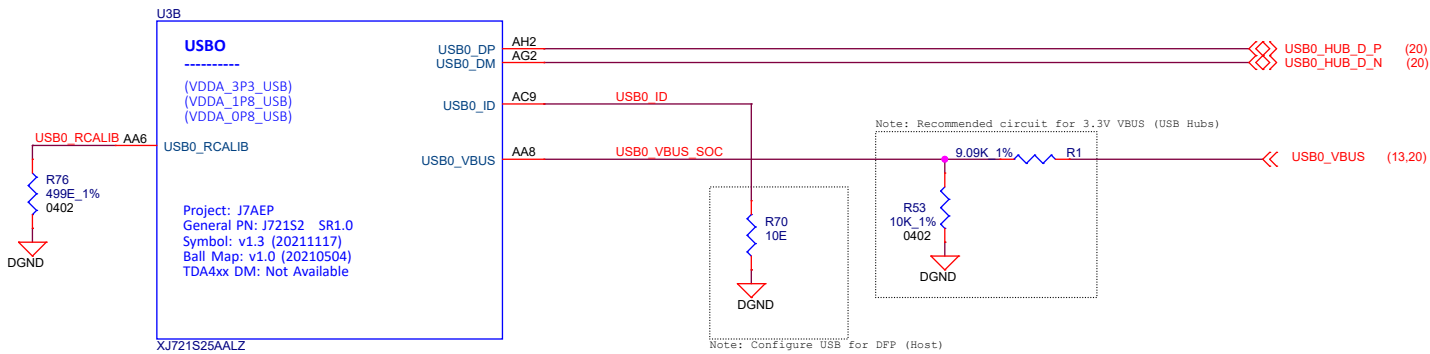 U3B
USBO
----------
(VDDA_3P3_USB)
(VDDA_1P8_USB)
(VDDA_0P8_USB)
USB0_DP
AH2
USB0_HUB_D_P (20)
USB0_DM
AG2
USB0_HUB_D_N (20)
USB0_ID
AC9
USB0_ID
Note: Recommended circuit for 3.3V VBUS (USB Hubs)
USB0_RCALIB AA6
USB0_RCALIB
USB0_VBUS
AA8
USB0_VBUS_SOC
9.09K_1%
R1
USB0_VBUS (13,20)
R76
499E_1%
0402
DGND
Project: J7AEP
General PN: J721S2 SR1.0
Symbol: v1.3 (20211117)
Ball Map: v1.0 (20210504)
TDA4xx DM: Not Available
R70
10E
DGND
R53
10K_1%
0402
DGND
XJ721S25AALZ
Note: Configure USB for DFP (Host)